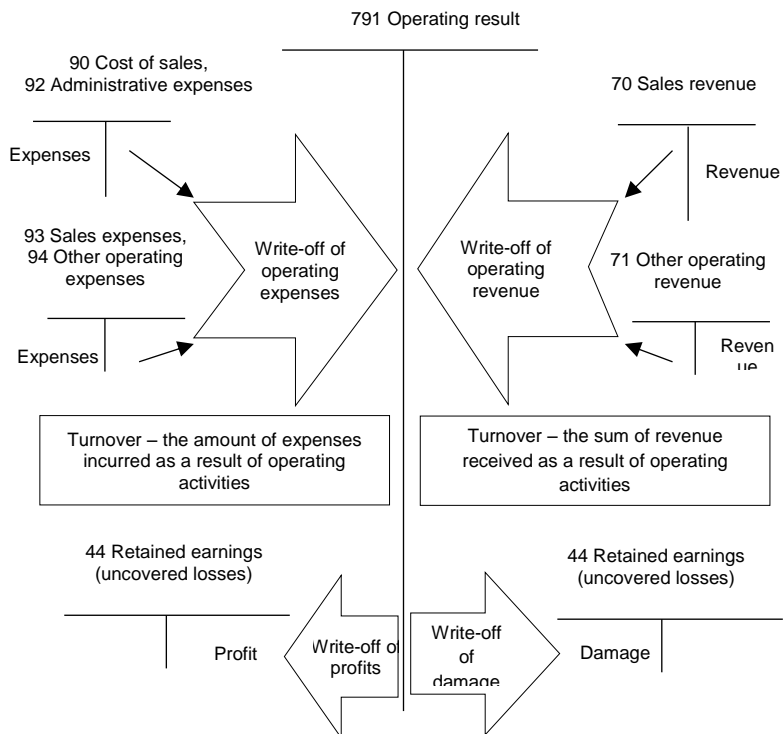 791 Operating result
90 Cost of sales,
92 Administrative expenses
Expenses
93 Sales expenses,
94 Other operating
expenses
Expenses
Write-off of
operating
expenses
70 Sales revenue
Revenue
Write-off of
operating
revenue
71 Other operating
revenue
Reven
ue
Turnover – the amount of expenses
incurred as a result of operating
activities
Turnover – the sum of revenue
received as a result of operating
activities
44 Retained earnings
(uncovered losses)
Profit
Write-off of
profits
Write-off
of
damage
44 Retained earnings
(uncovered losses)
Damage